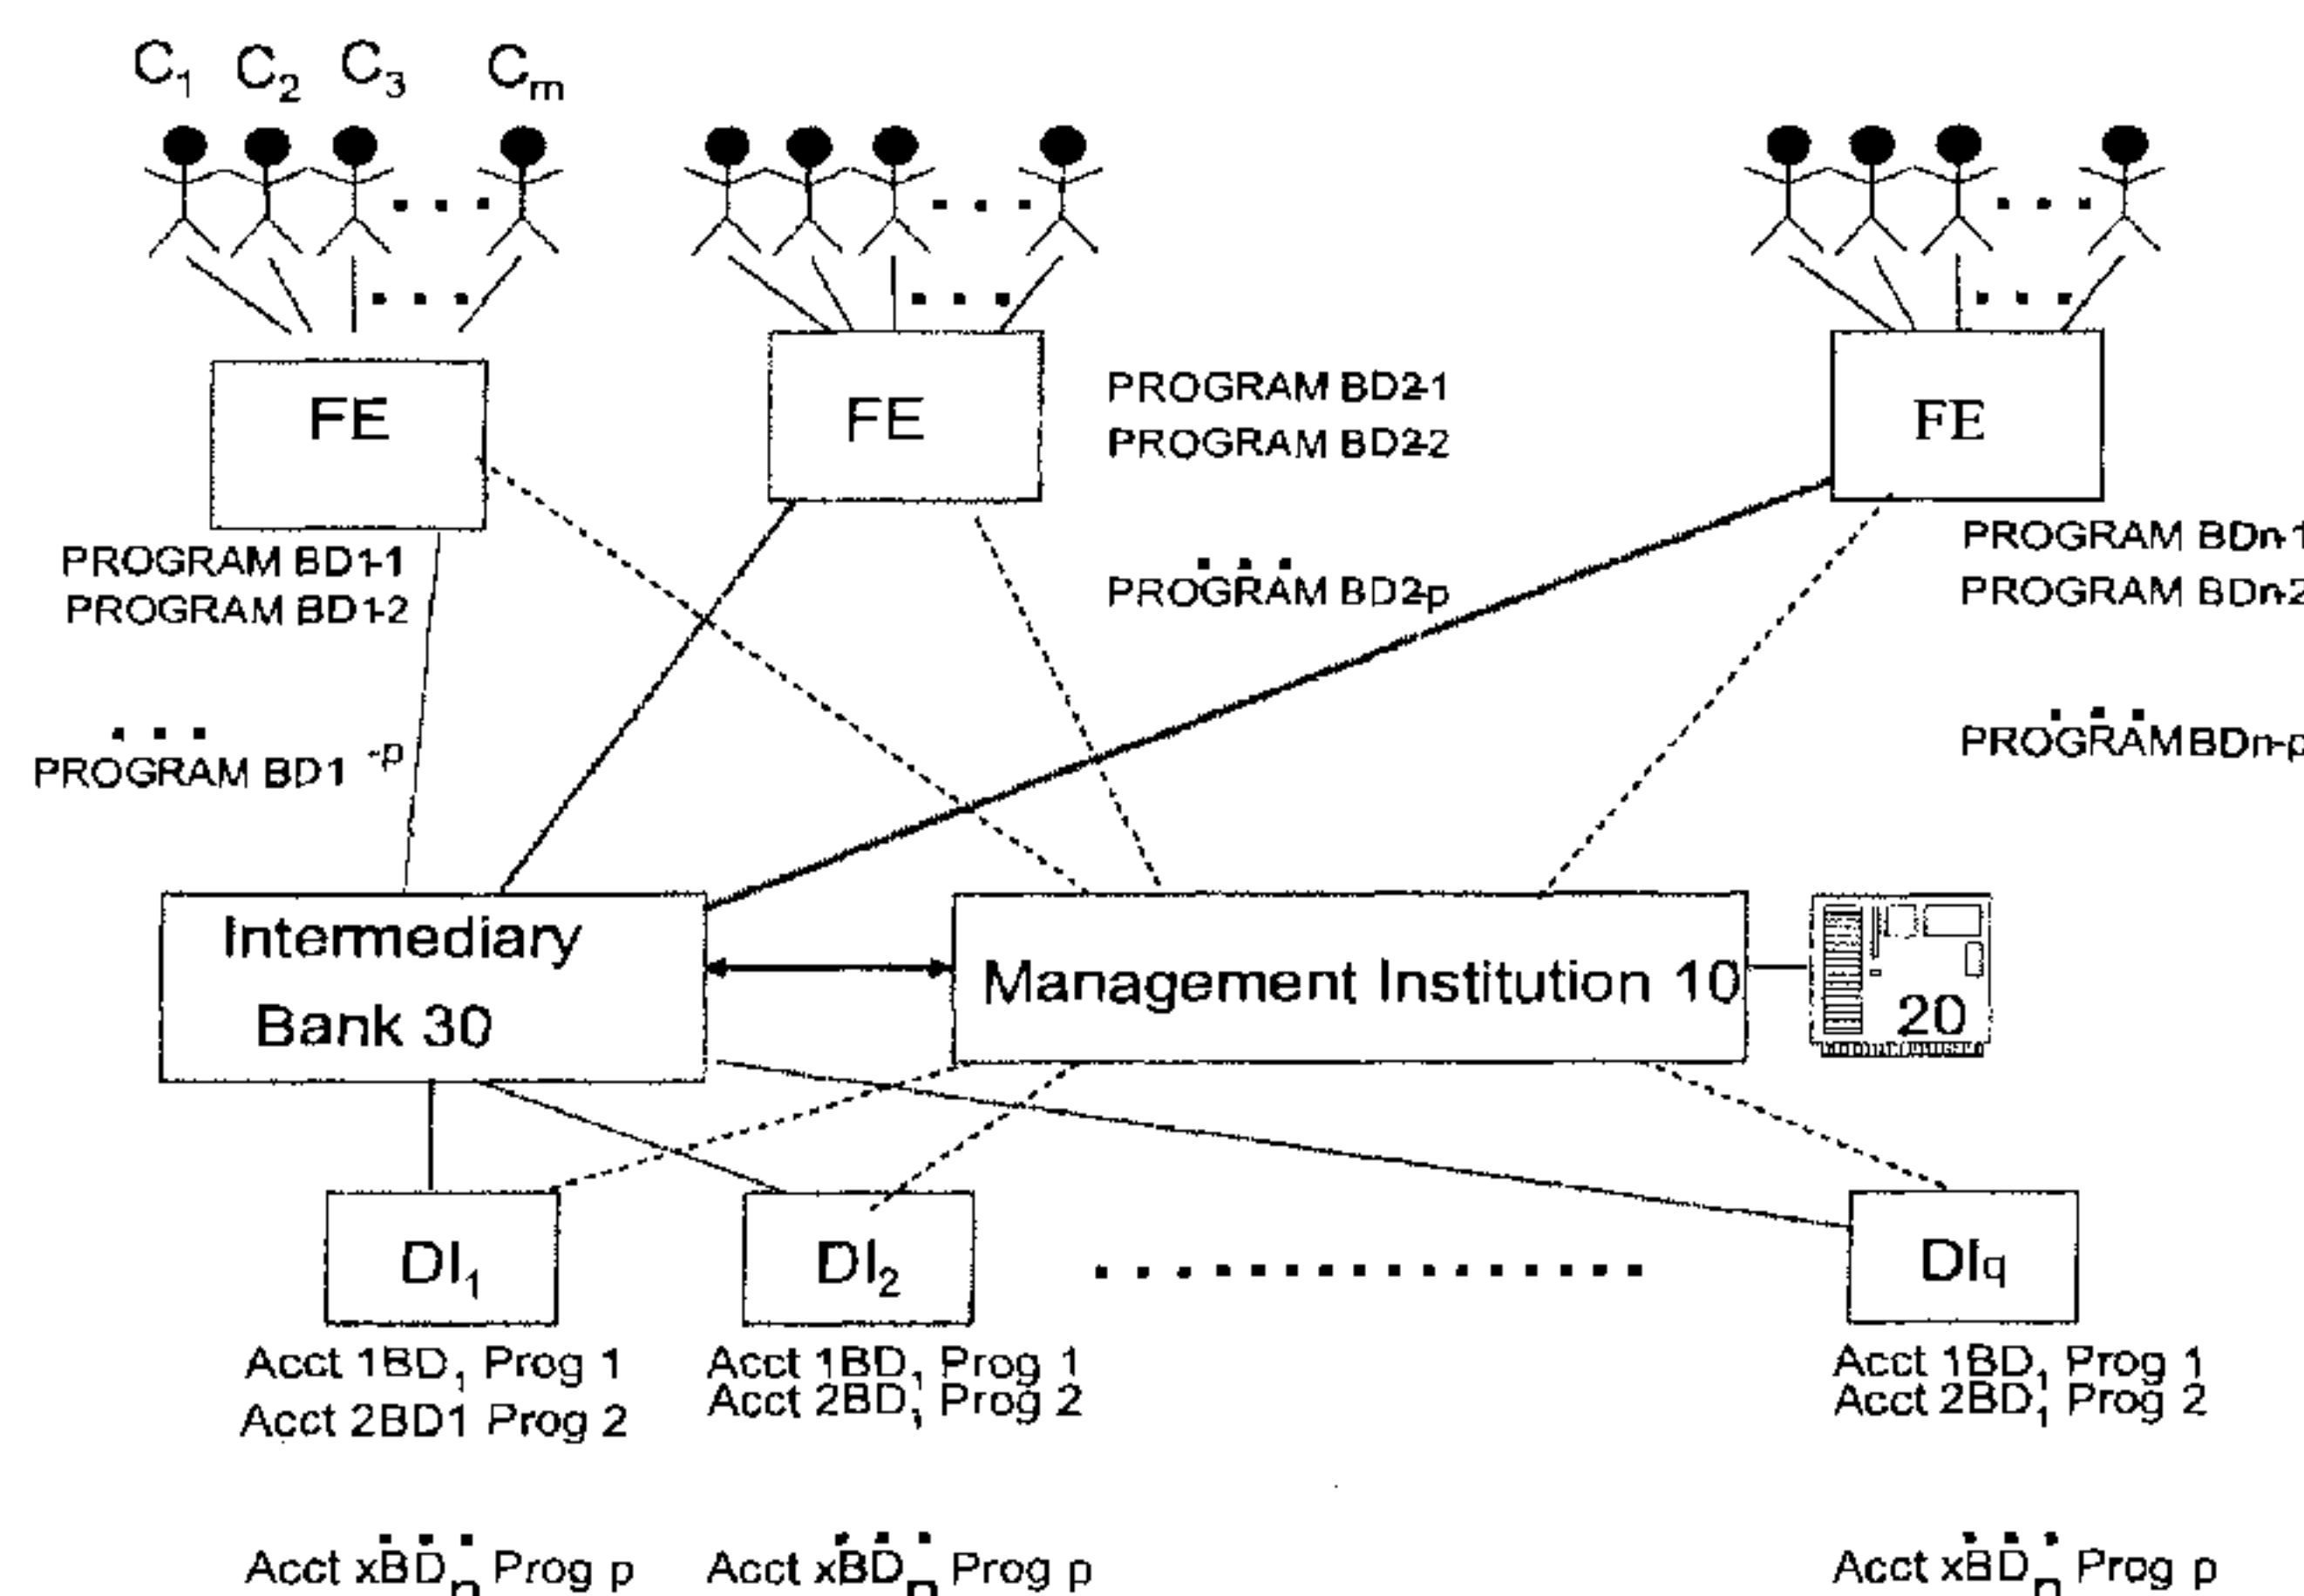 C1 C2 C3 Cm
FE
FE
FE
PROGRAM BD2-1
PROGRAM BD2-2
PROGRAM BD2-p
PROGRAM BD1-1
PROGRAM BD1-2
PROGRAM BD1 -p
PROGRAM BDn-1
PROGRAM BDn-2
PROGRAM BDn-p
Intermediary
Bank 30
Management Institution 10
20
DI1
DI2
DIq
Acct 1BD1 Prog 1
Acct 2BD1 Prog 2
Acct xBDn Prog p
Acct 1BD1 Prog 1
Acct 2BD1 Prog 2
Acct xBDn Prog p
Acct 1BD1 Prog 1
Acct 2BD1 Prog 2
Acct xBDn Prog p